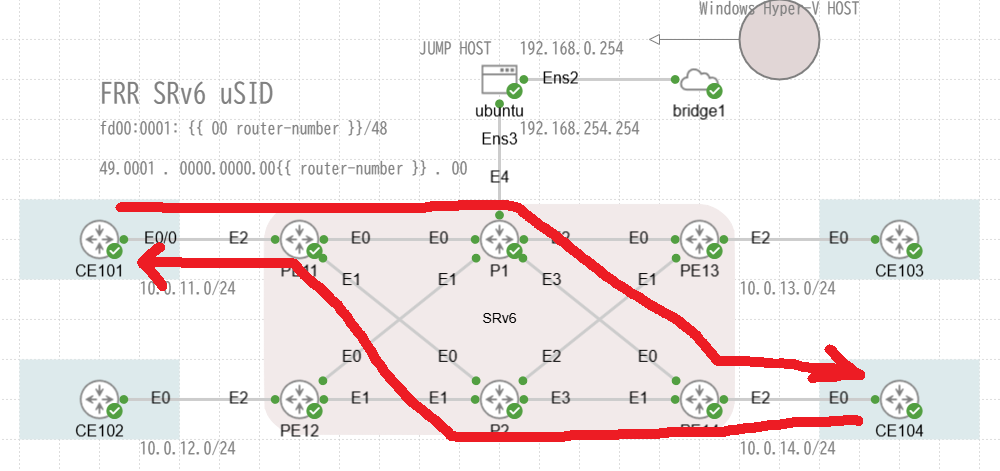 Windows Hyper-V HOST
JUMP HOST 192.168.0.254
Ens2
FRR SRv6 uSID
ubuntu
bridge1
fd00:0001: {{ 00 router-number }}/48
192.168.254.254
Ens3
49.0001 . 0000.0000.00{{ router-number }} . 00
E4
E0/0 E2 E0 E0 E2 E0 E2 E0
CE101 PE11 P1 PE13 CE103
E1 E1 E3 E1
10.0.11.0/24 10.0.13.0/24
SRv6
E0 E0 E2 E0
E0 E2 E1 E1 E3 E1 E2 E0
CE102 PE12 P2 PE14 CE104
10.0.12.0/24 10.0.14.0/24